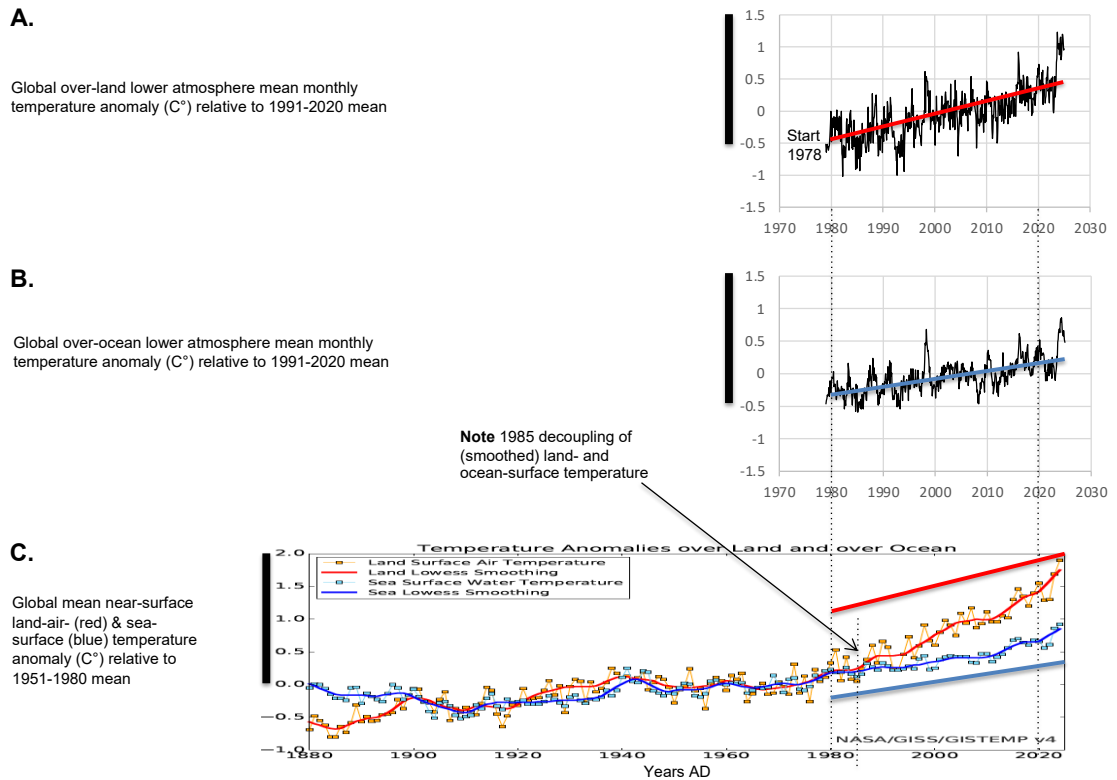 A.
Global over-land lower atmosphere mean monthly
temperature anomaly (C°) relative to 1991-2020 mean
1.5
1
0.5
0
-0.5
-1
-1.5
Start
1978
1970 1980 1990 2000 2010 2020 2030
B.
Global over-ocean lower atmosphere mean monthly
temperature anomaly (C°) relative to 1991-2020 mean
1.5
1
0.5
0
-0.5
-1
-1.5
1970 1980 1990 2000 2010 2020 2030
Note 1985 decoupling of
(smoothed) land- and
ocean-surface temperature
C.
Global mean near-surface
land-air- (red) & sea-
surface (blue) temperature
anomaly (C°) relative to
1951-1980 mean
Temperature Anomalies over Land and over Ocean
Land Surface Air Temperature
Land Lowess Smoothing
Sea Surface Water Temperature
Sea Lowess Smoothing
2.0
1.5
1.0
0.5
0.0
−0.5
−1.0
NASA/GISS/GISTEMP v4
1880 1900 1920 1940 1960 1980 2000 2020
Years AD